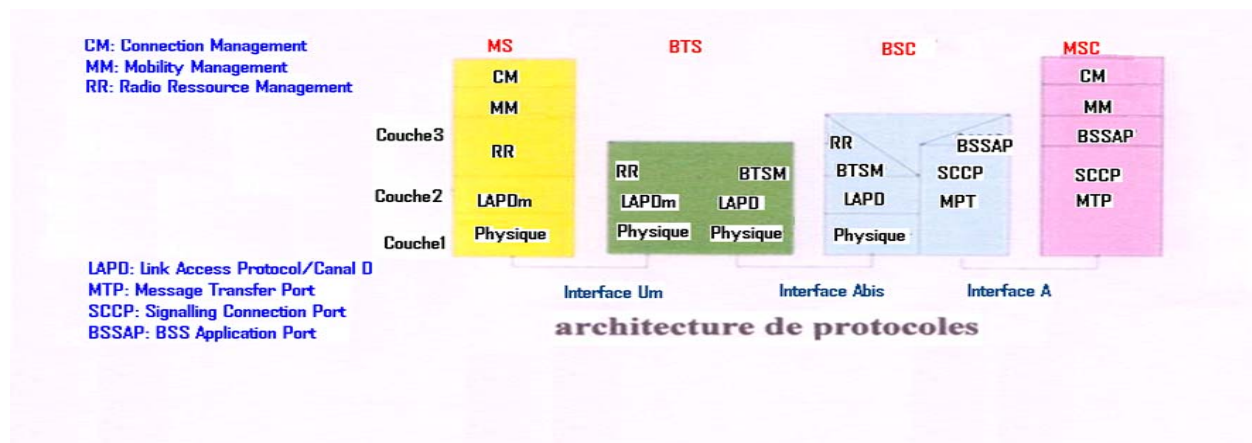 CM: Connection Management
MM: Mobility Management
RR: Radio Ressource Management
MS
BTS
BSC
MSC
CM
MM
RR
LAPDm
Physique
Couche3
Couche2
Couche1
RR
BTSM
LAPDm
LAPD
Physique
Physique
RR
BSSAP
BTSM
SCCP
LAPD
MPT
Physique
CM
MM
BSSAP
SCCP
MTP
LAPD: Link Access Protocol/Canal D
MTP: Message Transfer Port
SCCP: Signalling Connection Port
BSSAP: BSS Application Port
Interface Um
Interface Abis
Interface A
architecture de protocoles